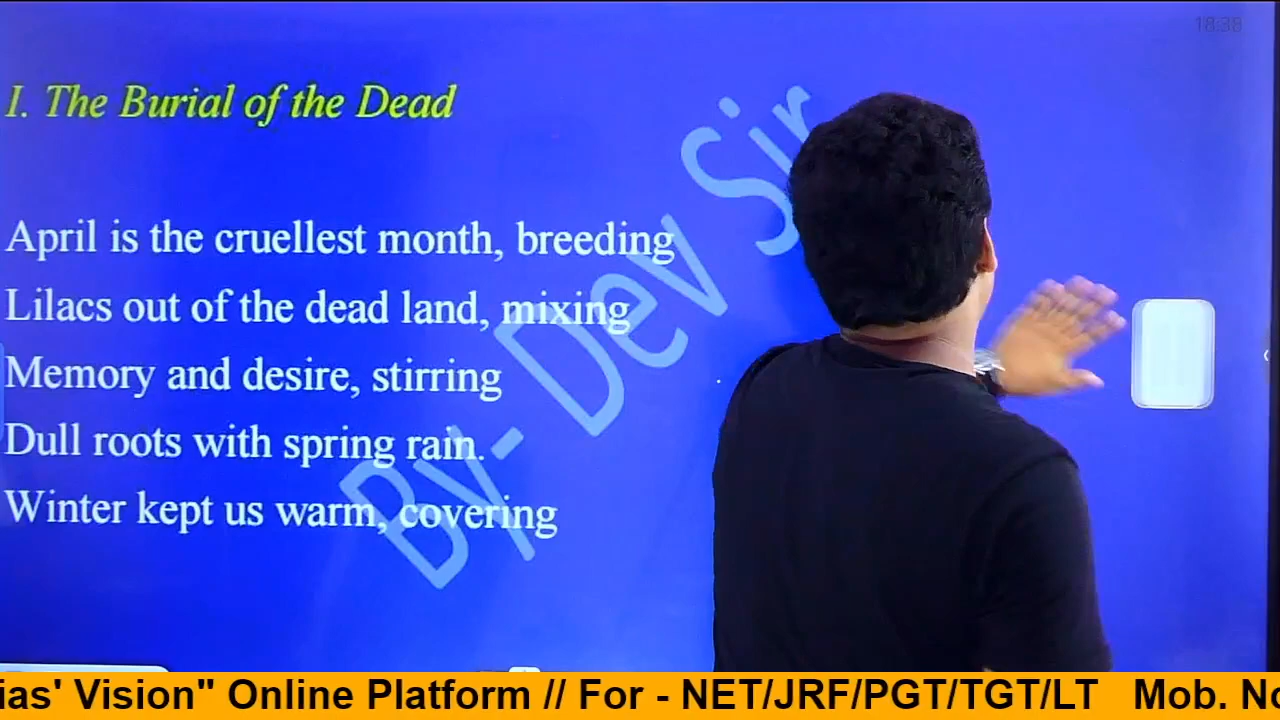 18:38
I. The Burial of the Dead
April is the cruellest month, breeding
Lilacs out of the dead land, mixing
Memory and desire, stirring
Dull roots with spring rain.
Winter kept us warm, covering
By- Dev Sir
ias' Vision" Online Platform // For - NET/JRF/PGT/TGT/LT Mob. No